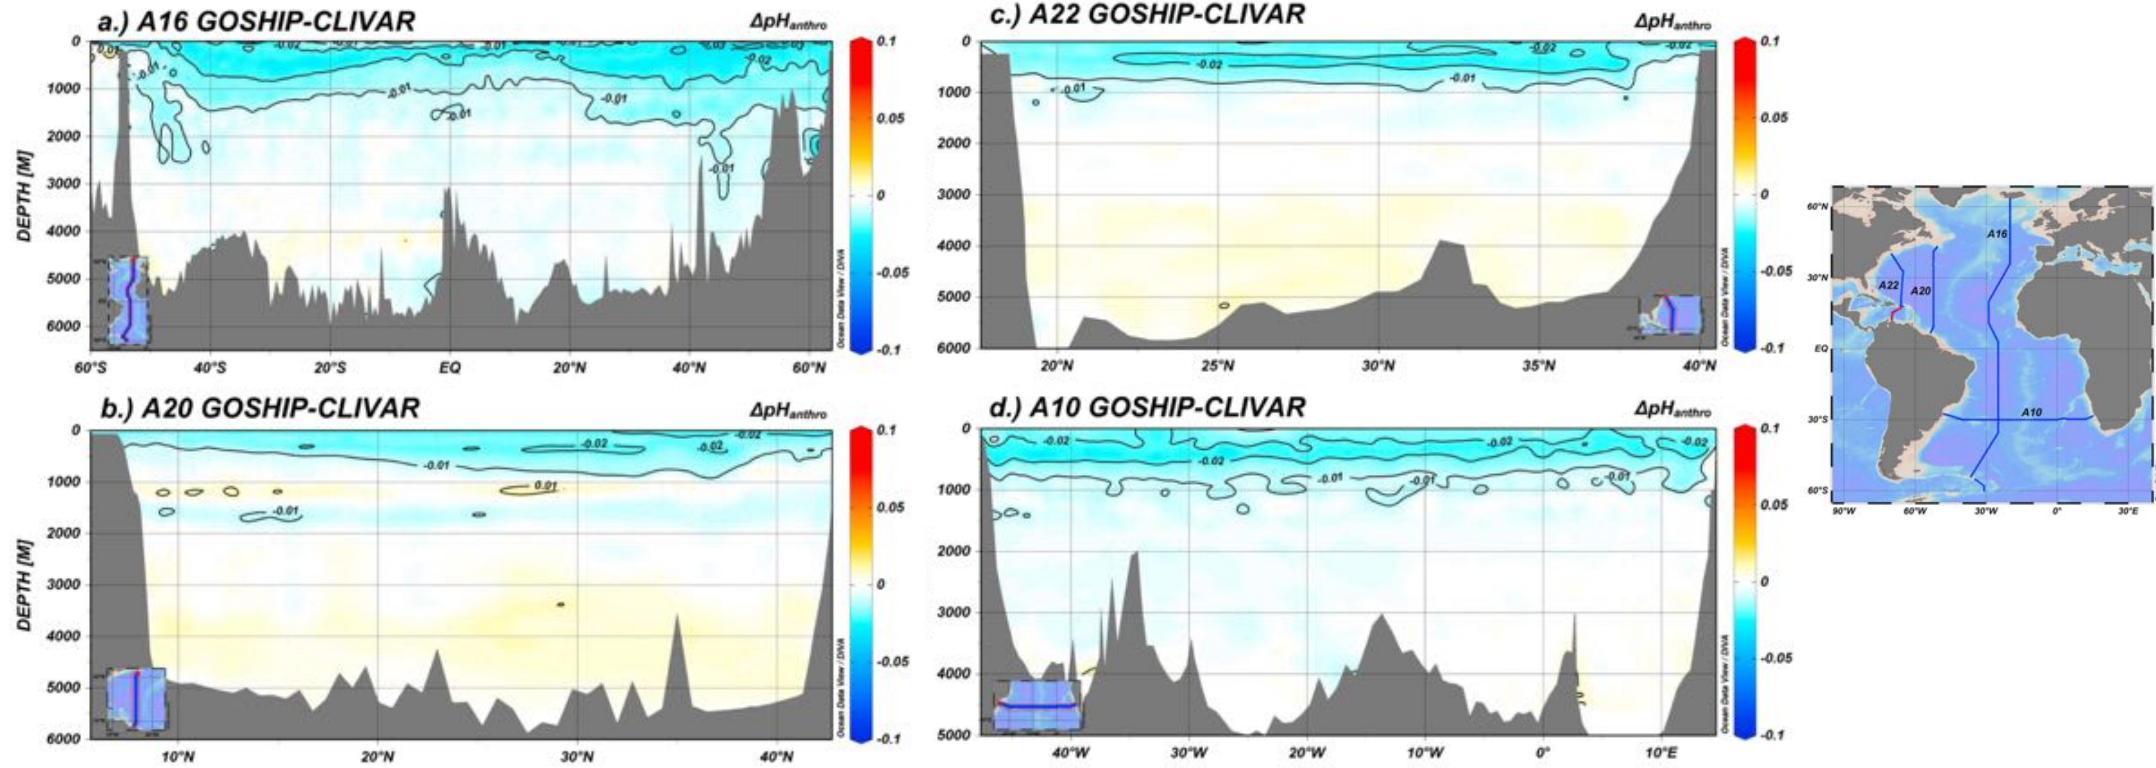 a.) A16 GOSHIP-CLIVAR
ΔpHanthro
0
1000
2000
3000
4000
5000
6000
DEPTH [M]
60°S
40°S
20°S
EQ
20°N
40°N
60°N
0.01
-0.01
-0.02
-0.01
-0.01
-0.02
-0.01
-0.01
-0.01
-0.01
0.1
0.05
0
-0.05
-0.1
Ocean Data View / DIVA
c.) A22 GOSHIP-CLIVAR
ΔpHanthro
0
1000
2000
3000
4000
5000
6000
20°N
25°N
30°N
35°N
40°N
-0.02
-0.02
-0.02
-0.01
-0.01
0.1
0.05
0
-0.05
-0.1
Ocean Data View / DIVA
b.) A20 GOSHIP-CLIVAR
ΔpHanthro
0
1000
2000
3000
4000
5000
6000
DEPTH [M]
10°N
20°N
30°N
40°N
-0.02
-0.02
-0.02
-0.01
0.01
-0.01
0.1
0.05
0
-0.05
-0.1
Ocean Data View / DIVA
d.) A10 GOSHIP-CLIVAR
ΔpHanthro
0
1000
2000
3000
4000
5000
40°W
30°W
20°W
10°W
0°
10°E
-0.02
-0.02
-0.02
-0.02
-0.01
-0.01
-0.01
0.1
0.05
0
-0.05
-0.1
Ocean Data View / DIVA
60°N
30°N
EQ
30°S
60°S
90°W
60°W
30°W
0°
30°E
A16
A22
A20
A10